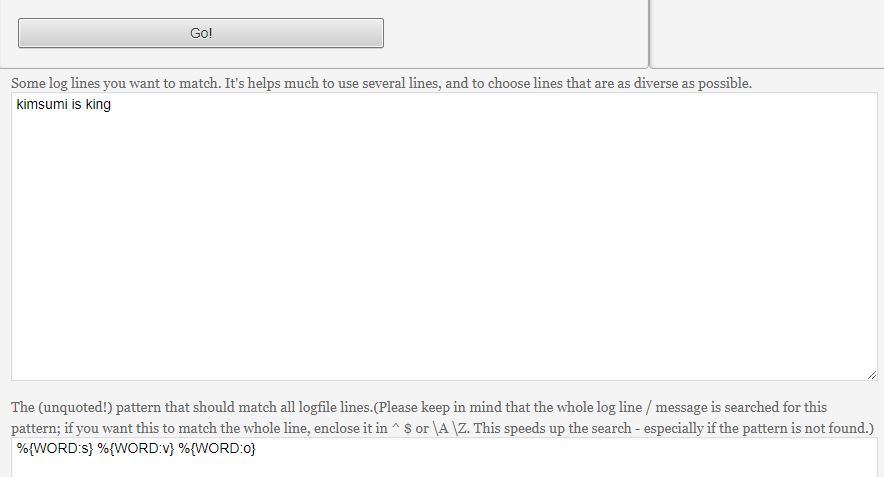 Go!
Some log lines you want to match. It's helps much to use several lines, and to choose lines that are as diverse as possible.
kimsumi is king
The (unquoted!) pattern that should match all logfile lines.(Please keep in mind that the whole log line / message is searched for this
pattern; if you want this to match the whole line, enclose it in ^ $ or \A \Z. This speeds up the search - especially if the pattern is not found.)
%{WORD:s} %{WORD:v} %{WORD:o}